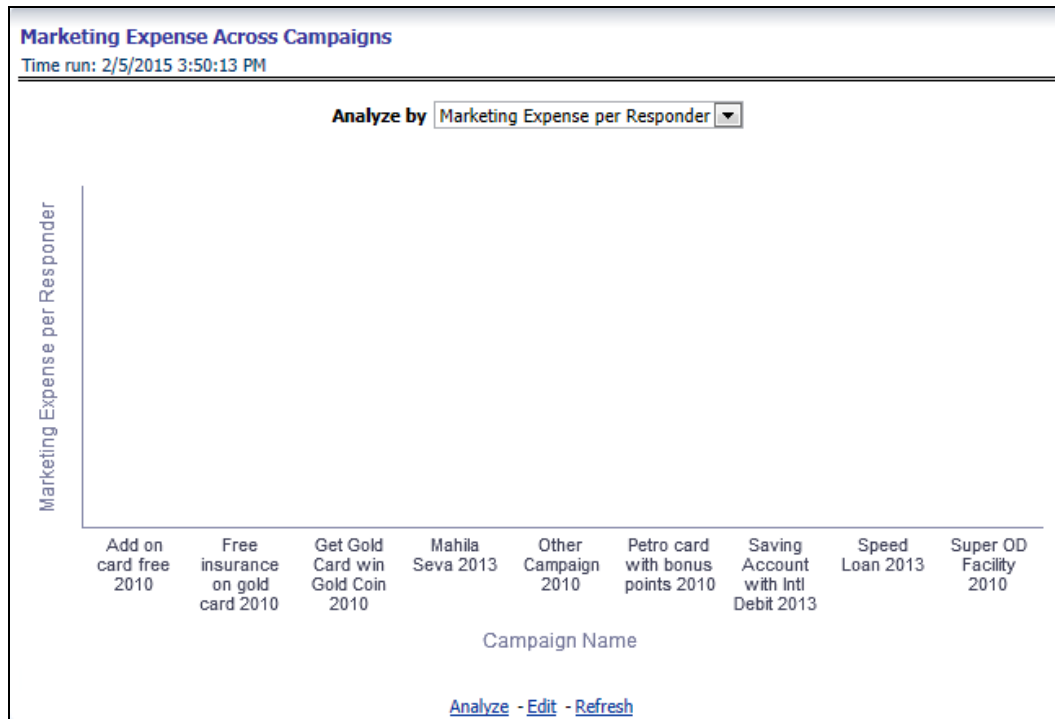 Marketing Expense Across Campaigns
Time run: 2/5/2015 3:50:13 PM
Analyze by Marketing Expense per Responder
Marketing Expense per Responder
Add on
card free
2010
Free
insurance
on gold
card 2010
Get Gold
Card win
Gold Coin
2010
Mahila
Seva 2013
Other
Campaign
2010
Petro card
with bonus
points 2010
Saving
Account
with Intl
Debit 2013
Speed
Loan 2013
Super OD
Facility
2010
Campaign Name
Analyze - Edit - Refresh